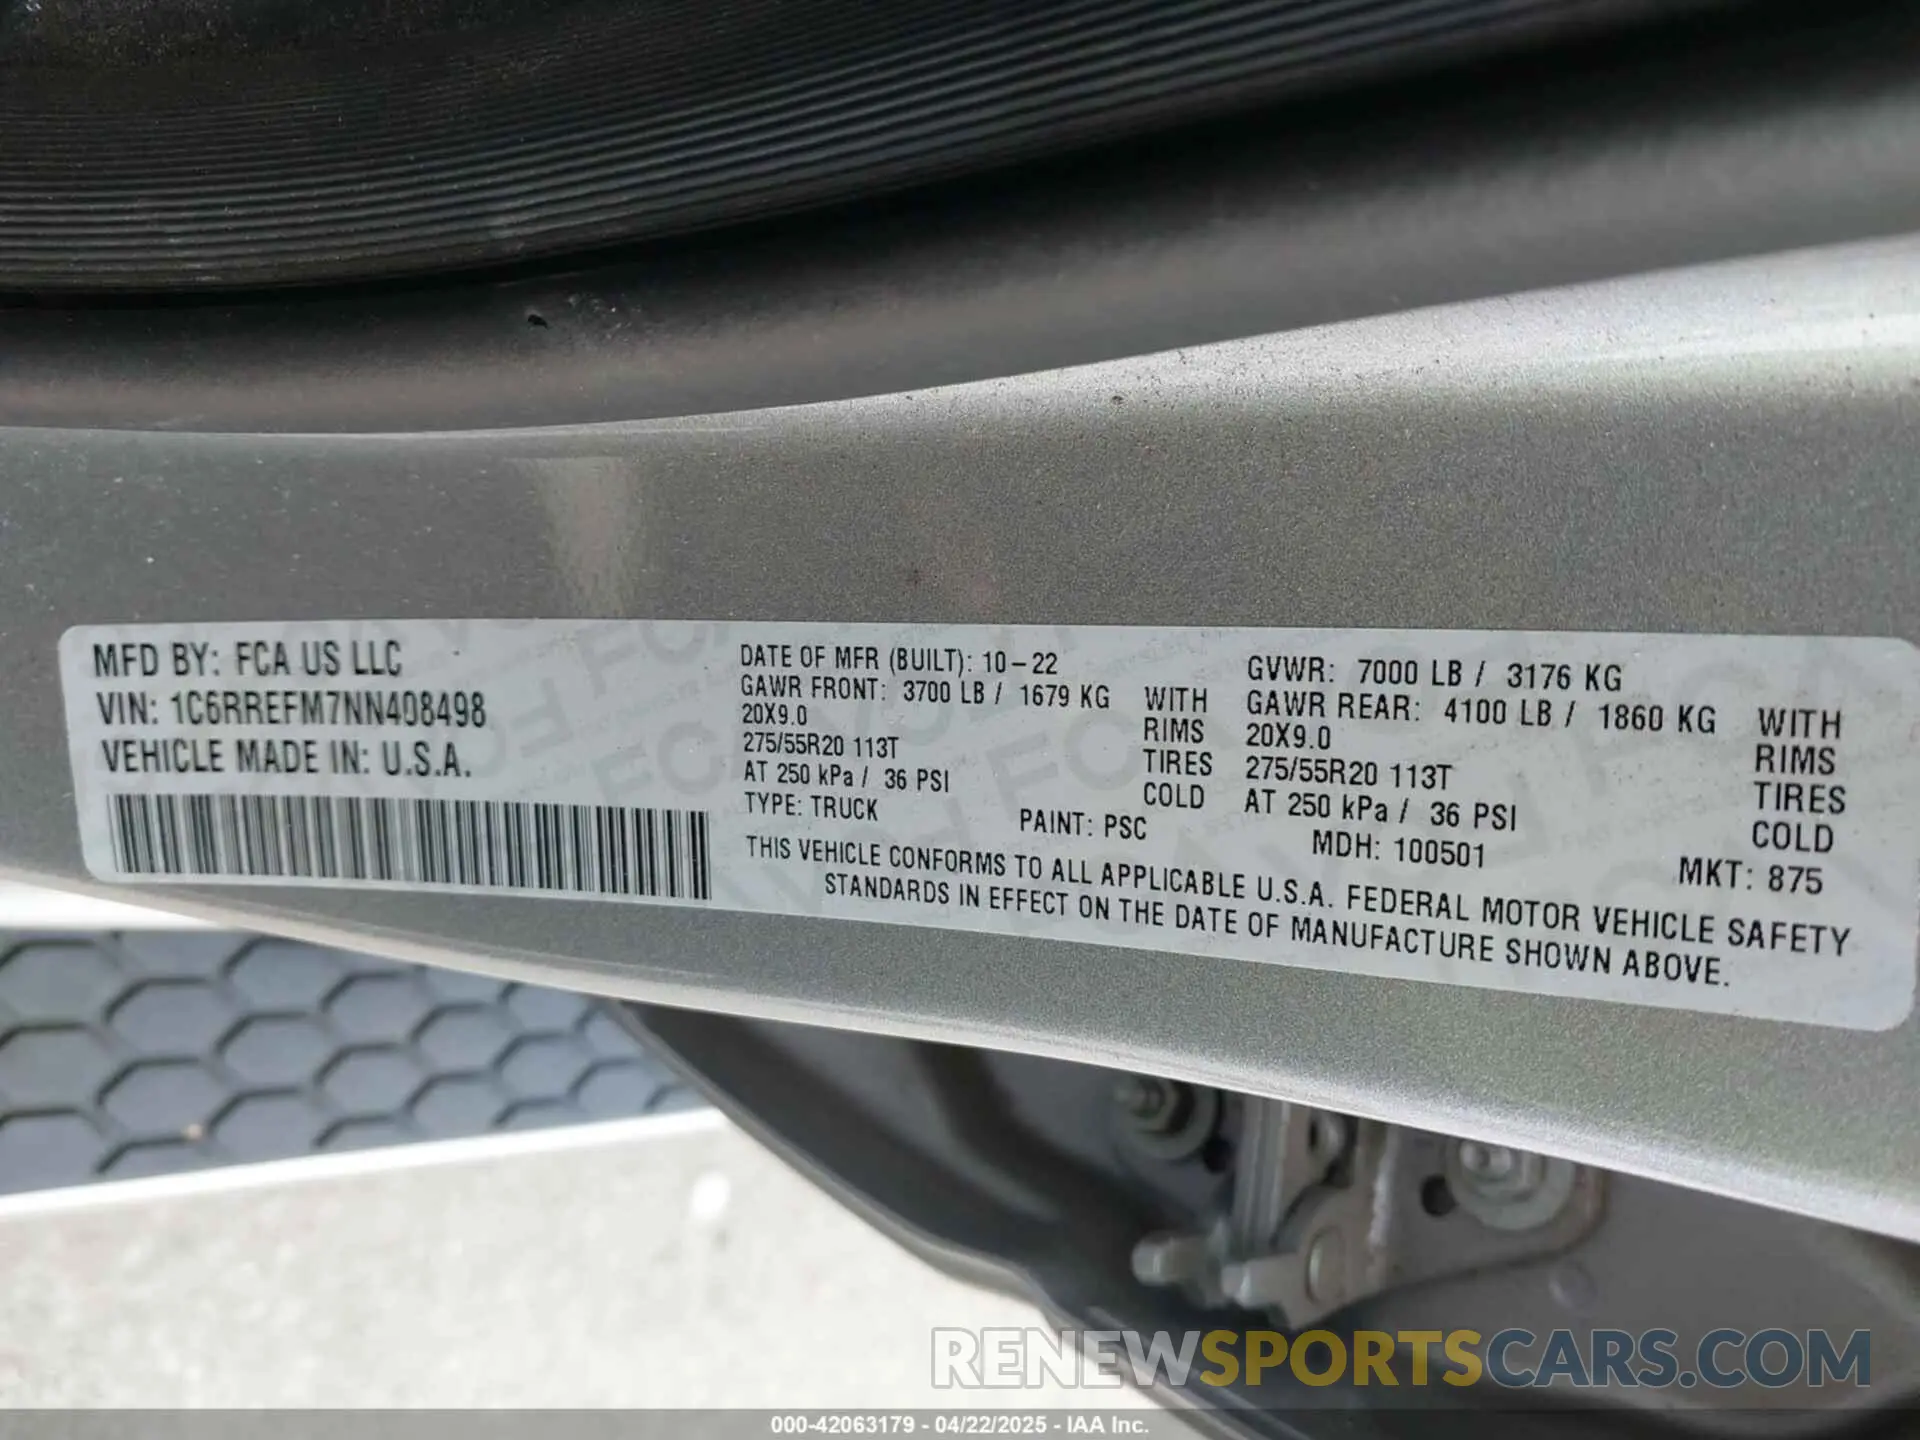 MFD BY: FCA US LLC
VIN: 1C6RREFM7NN408498
VEHICLE MADE IN: U.S.A.
DATE OF MFR (BUILT): 10-22
GAWR FRONT: 3700 LB / 1679 KG WITH
20X9.0 RIMS
275/55R20 113T TIRES
AT 250 kPa / 36 PSI COLD
TYPE: TRUCK PAINT: PSC
GVWR: 7000 LB / 3176 KG
GAWR REAR: 4100 LB / 1860 KG WITH
20X9.0 RIMS
275/55R20 113T TIRES
AT 250 kPa / 36 PSI COLD
MDH: 100501 MKT: 875
THIS VEHICLE CONFORMS TO ALL APPLICABLE U.S.A. FEDERAL MOTOR VEHICLE SAFETY
STANDARDS IN EFFECT ON THE DATE OF MANUFACTURE SHOWN ABOVE.
RENEWSPORTSCARS.COM
000-42063179 - 04/22/2025 - IAA Inc.